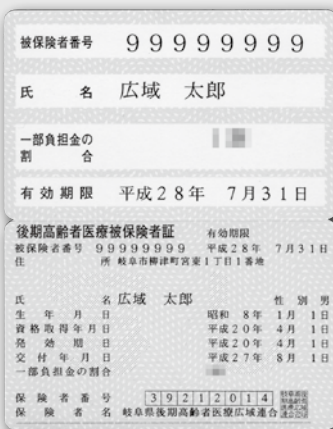 被保険者番号 99999999
氏名 広域 太郎
一部負担金の
割合
有効期限 平成28年 7月31日
後期高齢者医療被保険者証 有効期限
被保険者番号 99999999 平成28年 7月31日
住所 岐阜市柳津町宮東1丁目1番地
氏名 広域 太郎 性別 男
生年月日 昭和 8年 1月 1日
資格取得年月日 平成20年 4月 1日
発効期日 平成20年 4月 1日
交付年月日 平成27年 8月 1日
一部負担金の割合
保険者番号 39212014
保険者名 岐阜県後期高齢者医療広域連合